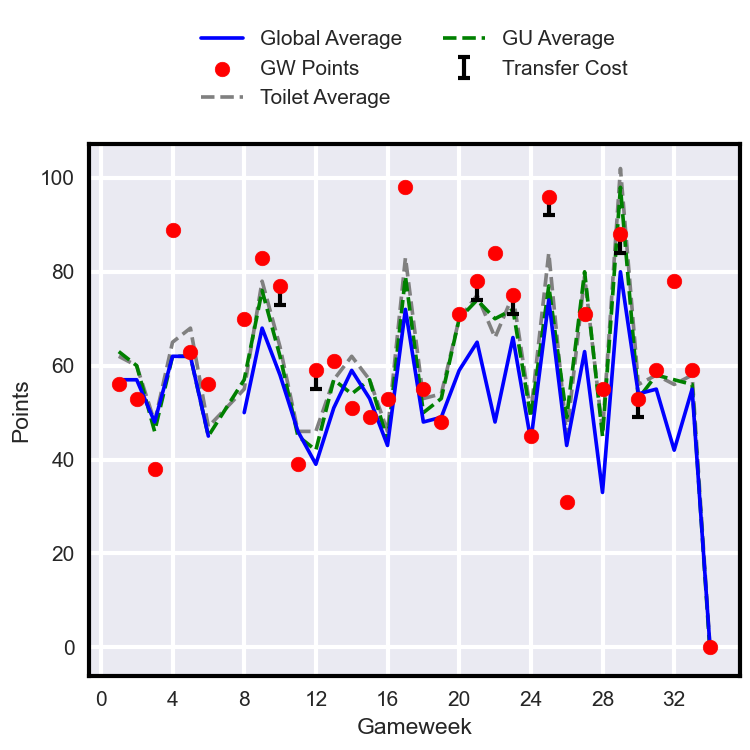 Global Average
GW Points
Toilet Average
GU Average
Transfer Cost
Points
100
80
60
40
20
0
0 4 8 12 16 20 24 28 32
Gameweek